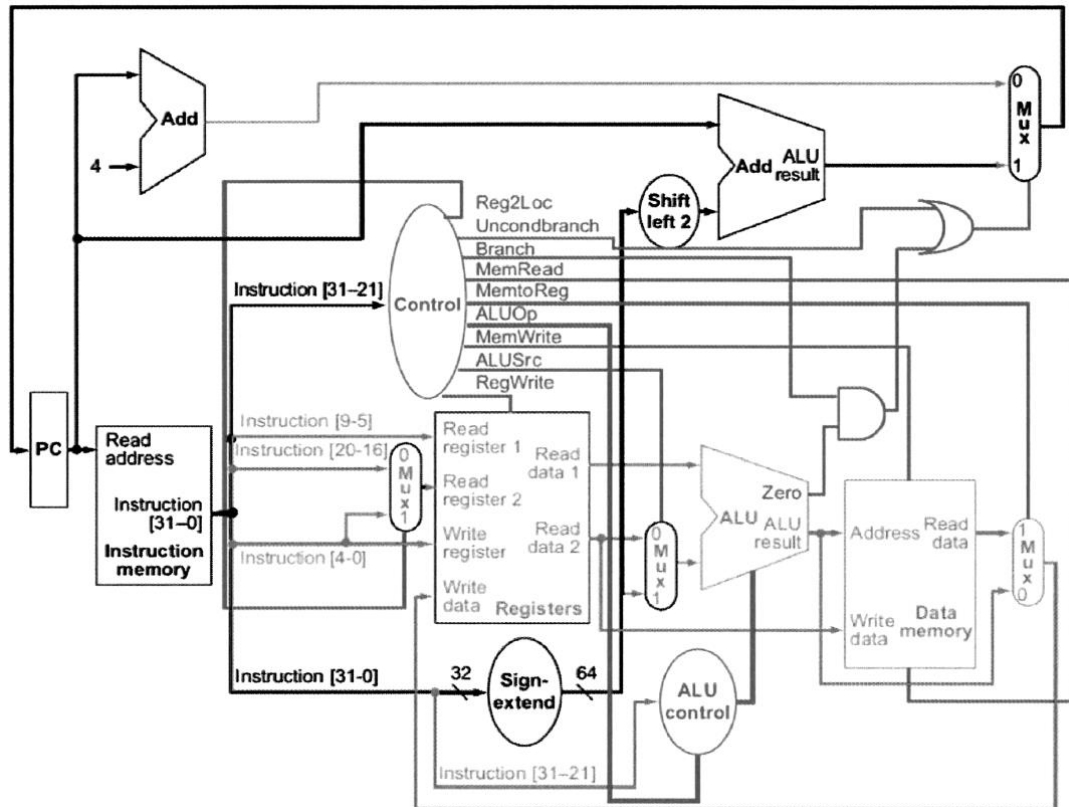 0
Mux
1
Add
4
Add
ALU
result
Shift
left 2
Reg2Loc
Uncondbranch
Branch
MemRead
MemtoReg
ALUOp
MemWrite
ALUSrc
RegWrite
Instruction [31–21]
Control
PC
Read
address
Instruction
[31–0]
Instruction
memory
Instruction [9-5]
Instruction [20-16]
Instruction [4-0]
0
Mux
1
Read
register 1
Read
register 2
Write
register
Write
data
Read
data 1
Read
data 2
Registers
0
Mux
1
Zero
ALU
ALU
result
Address
Read
data
Write
data
Data
memory
1
Mux
0
Instruction [31-0]
32
Sign-
extend
64
ALU
control
Instruction [31–21]